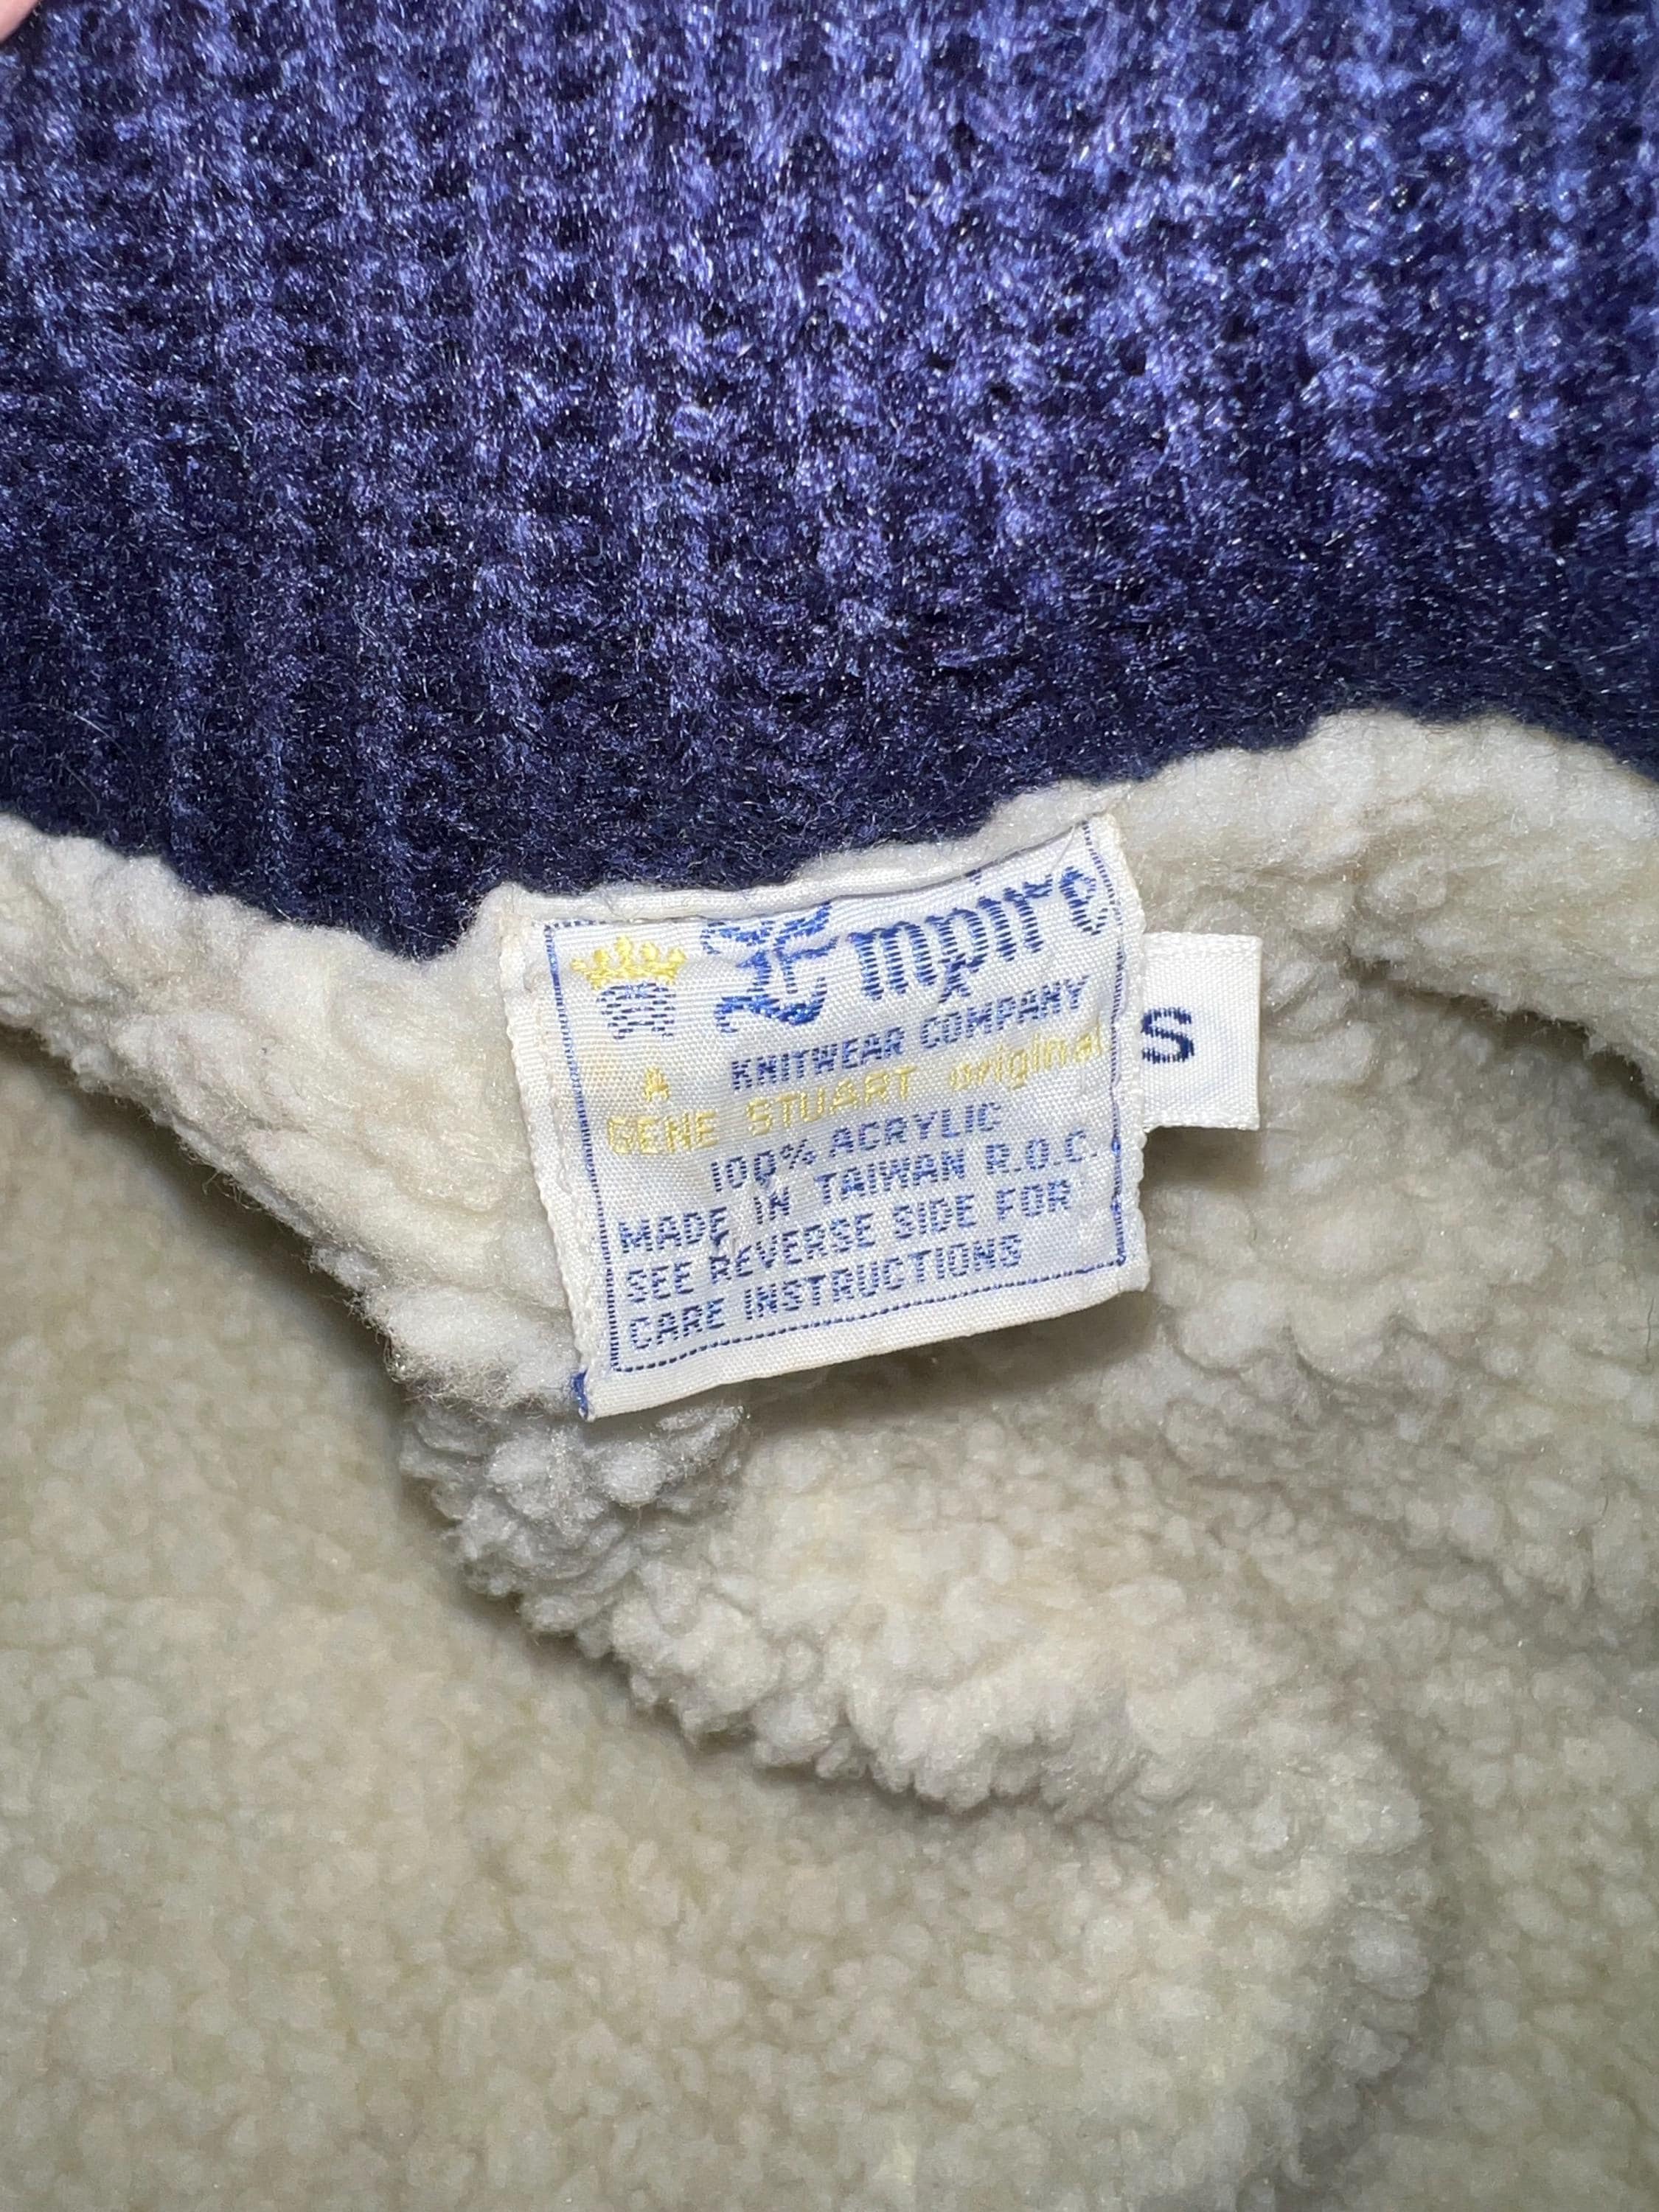 Empire
KNITWEAR COMPANY
A
GENE STUART original
100% ACRYLIC
MADE IN TAIWAN R.O.C.
SEE REVERSE SIDE FOR
CARE INSTRUCTIONS
S